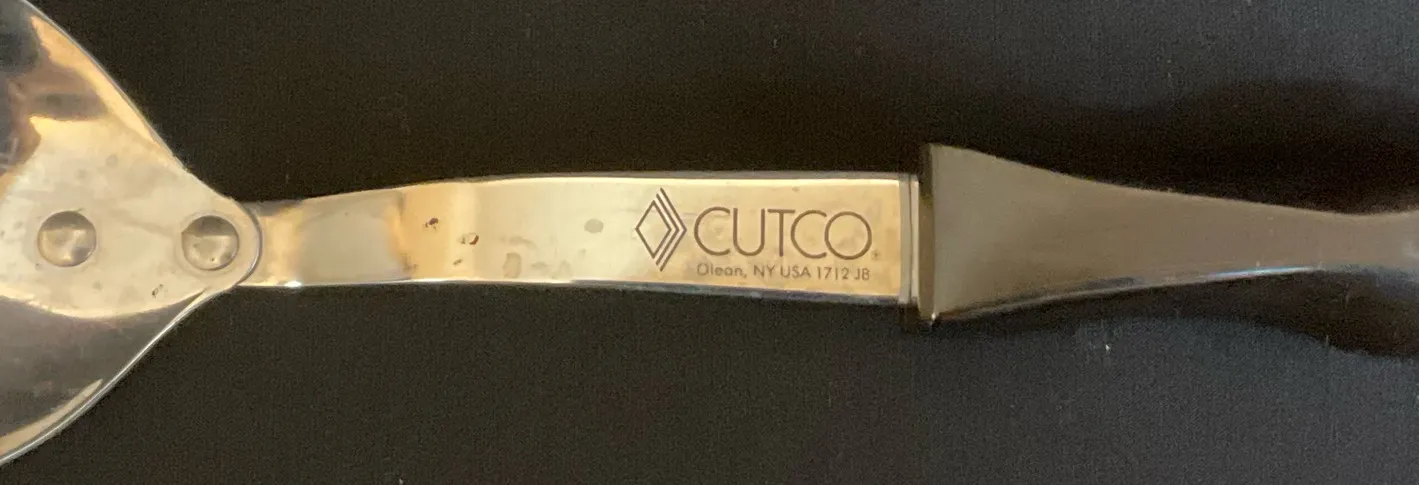 CUTCO®
Olean, NY USA 1712 JB